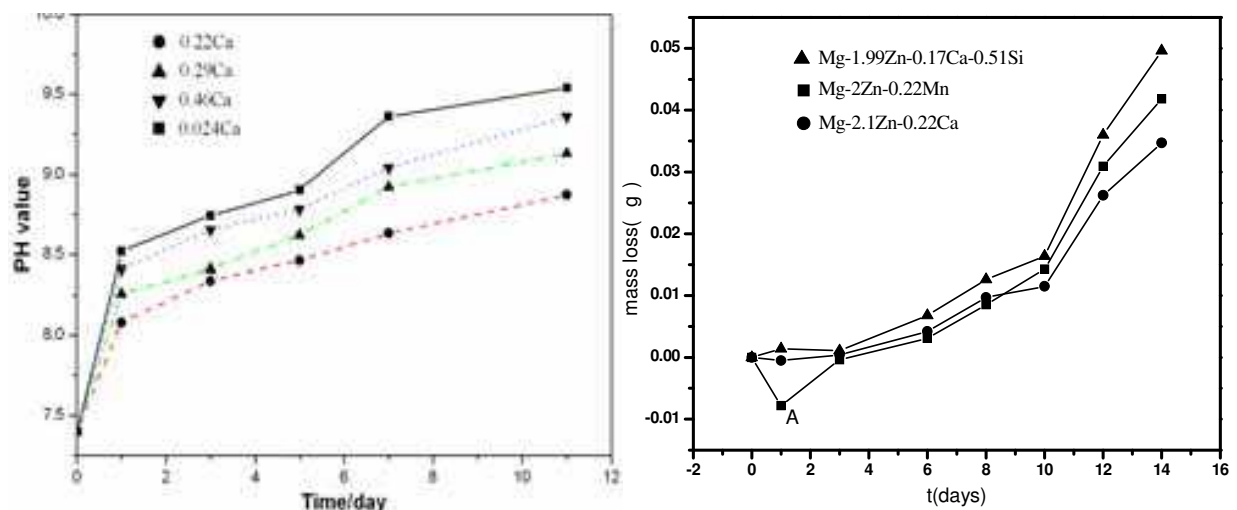 10.0
9.5
9.0
8.5
8.0
7.5
PH value
0.22Ca
0.29Ca
0.46Ca
0.024Ca
0 2 4 6 8 10 12
Time/day
0.05
0.04
0.03
0.02
0.01
0.00
-0.01
mass loss( g )
Mg-1.99Zn-0.17Ca-0.51Si
Mg-2Zn-0.22Mn
Mg-2.1Zn-0.22Ca
A
-2 0 2 4 6 8 10 12 14 16
t(days)